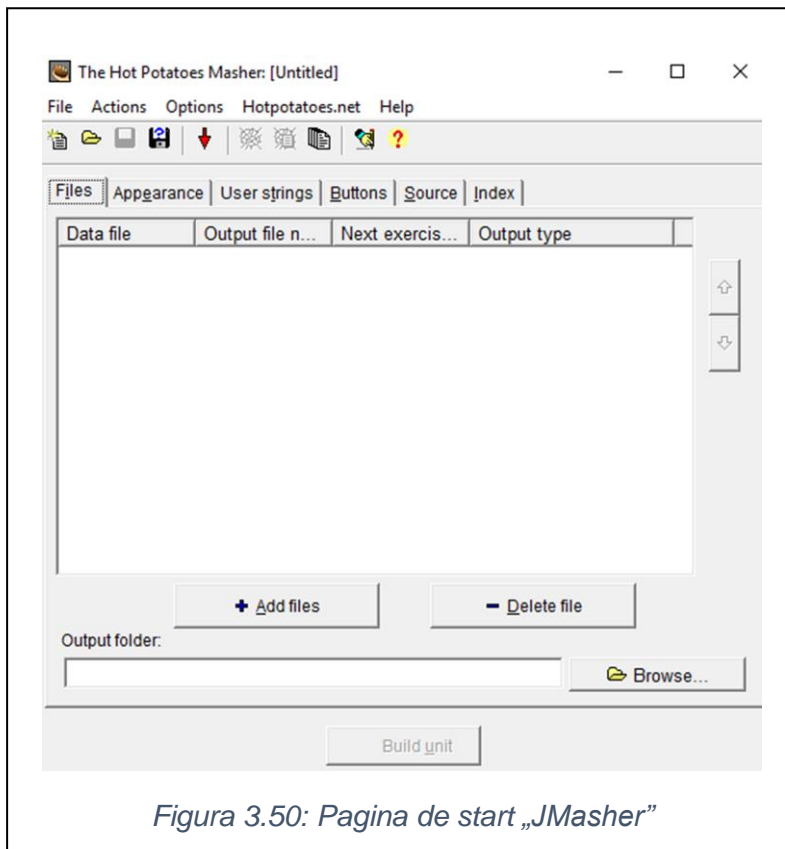 The Hot Potatoes Masher: [Untitled]
File Actions Options Hotpotatoes.net Help
Files Appearance User strings Buttons Source Index
Data file Output file n... Next exercis... Output type
+ Add files - Delete file
Output folder:
Browse...
Build unit
Figura 3.50: Pagina de start „JMasher”